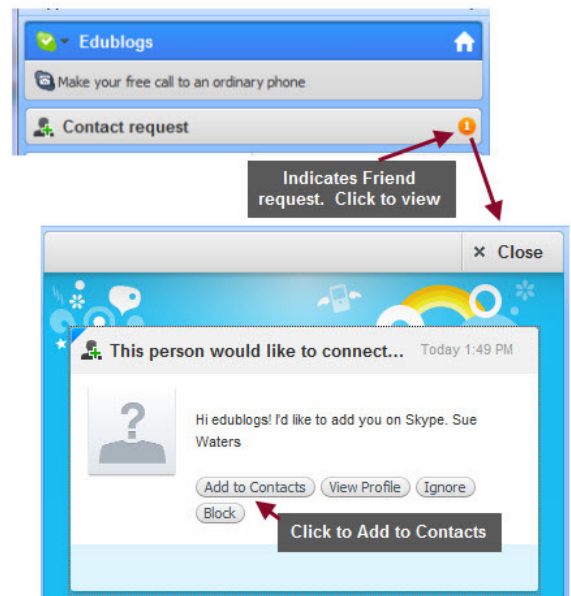 Edublogs
Make your free call to an ordinary phone
Contact request
1
Indicates Friend
request. Click to view
× Close
This person would like to connect... Today 1:49 PM
?
Hi edublogs! I'd like to add you on Skype. Sue
Waters
Add to Contacts View Profile Ignore
Block
Click to Add to Contacts